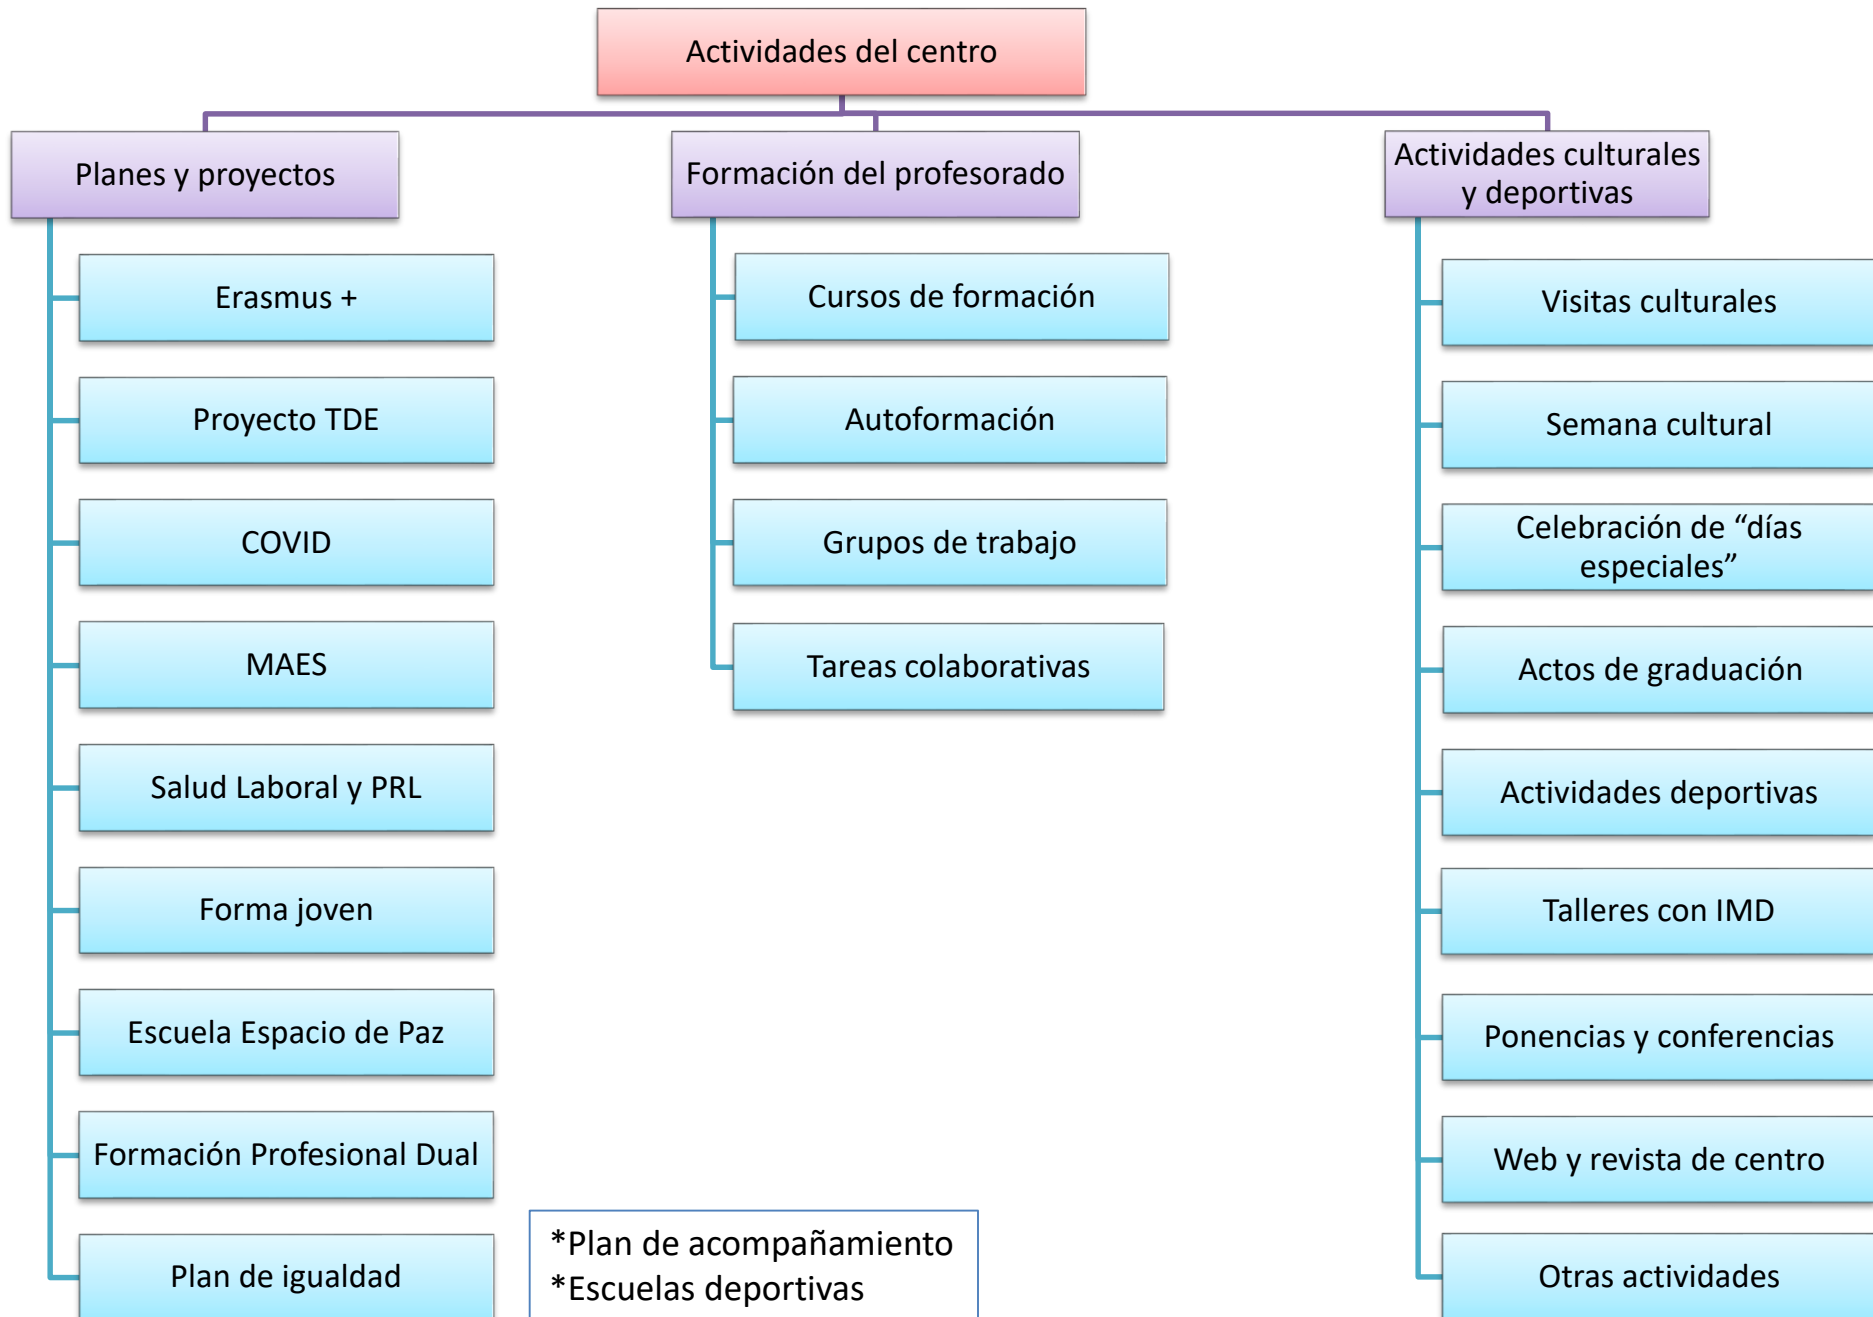 Actividades del centro
Planes y proyectos
Erasmus +
Proyecto TDE
COVID
MAES
Salud Laboral y PRL
Forma joven
Escuela Espacio de Paz
Formación Profesional Dual
Plan de igualdad
Formación del profesorado
Cursos de formación
Autoformación
Grupos de trabajo
Tareas colaborativas
Actividades culturales
y deportivas
Visitas culturales
Semana cultural
Celebración de “días
especiales”
Actos de graduación
Actividades deportivas
Talleres con IMD
Ponencias y conferencias
Web y revista de centro
Otras actividades
*Plan de acompañamiento
*Escuelas deportivas